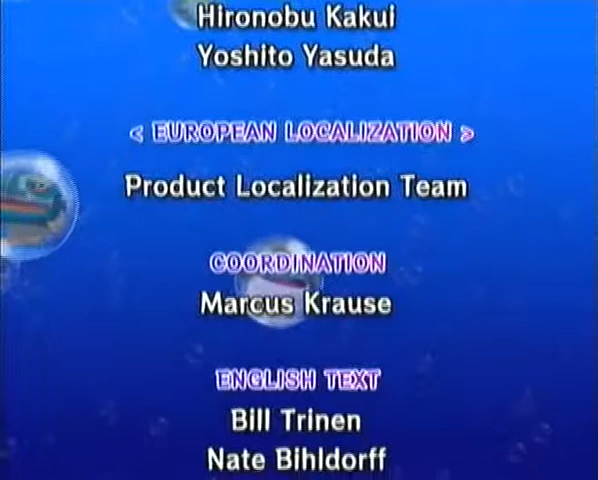 Hironobu Kakui
Yoshito Yasuda
< EUROPEAN LOCALIZATION >
Product Localization Team
COORDINATION
Marcus Krause
ENGLISH TEXT
Bill Trinen
Nate Bihldorff